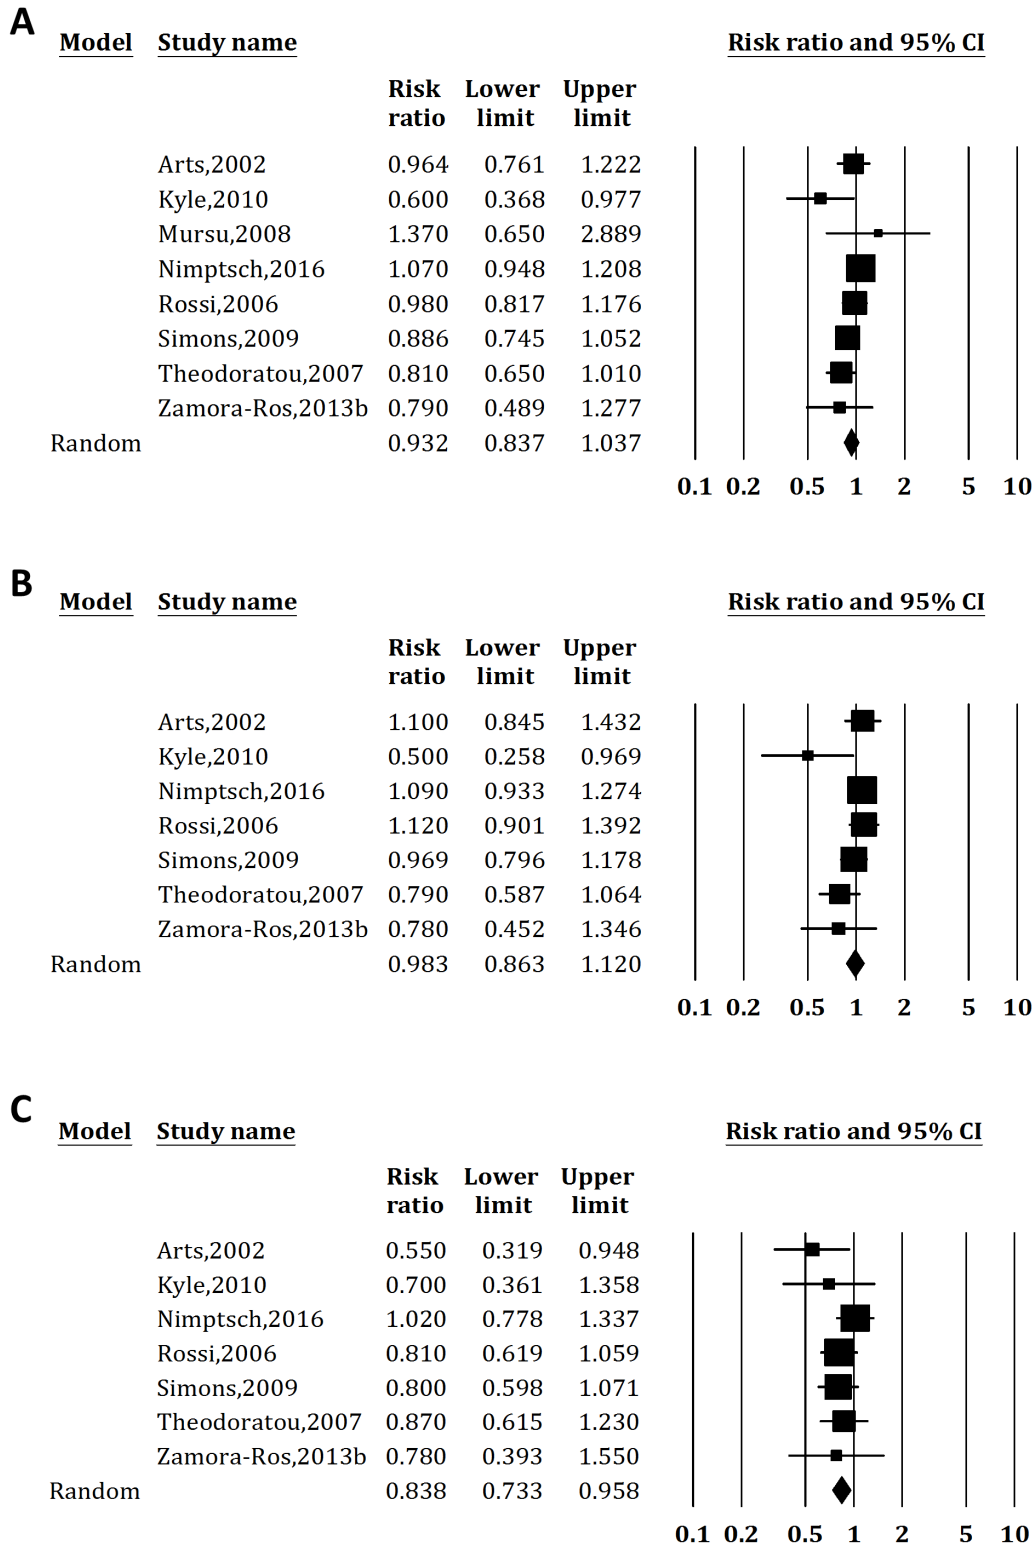 A
Model Study name Risk ratio and 95% CI
Risk Lower Upper
ratio limit limit
Arts,2002 0.964 0.761 1.222
Kyle,2010 0.600 0.368 0.977
Mursu,2008 1.370 0.650 2.889
Nimptsch,2016 1.070 0.948 1.208
Rossi,2006 0.980 0.817 1.176
Simons,2009 0.886 0.745 1.052
Theodoratou,2007 0.810 0.650 1.010
Zamora-Ros,2013b 0.790 0.489 1.277
Random 0.932 0.837 1.037
0.1 0.2 0.5 1 2 5 10
B
Model Study name Risk ratio and 95% CI
Risk Lower Upper
ratio limit limit
Arts,2002 1.100 0.845 1.432
Kyle,2010 0.500 0.258 0.969
Nimptsch,2016 1.090 0.933 1.274
Rossi,2006 1.120 0.901 1.392
Simons,2009 0.969 0.796 1.178
Theodoratou,2007 0.790 0.587 1.064
Zamora-Ros,2013b 0.780 0.452 1.346
Random 0.983 0.863 1.120
0.1 0.2 0.5 1 2 5 10
C
Model Study name Risk ratio and 95% CI
Risk Lower Upper
ratio limit limit
Arts,2002 0.550 0.319 0.948
Kyle,2010 0.700 0.361 1.358
Nimptsch,2016 1.020 0.778 1.337
Rossi,2006 0.810 0.619 1.059
Simons,2009 0.800 0.598 1.071
Theodoratou,2007 0.870 0.615 1.230
Zamora-Ros,2013b 0.780 0.393 1.550
Random 0.838 0.733 0.958
0.1 0.2 0.5 1 2 5 10